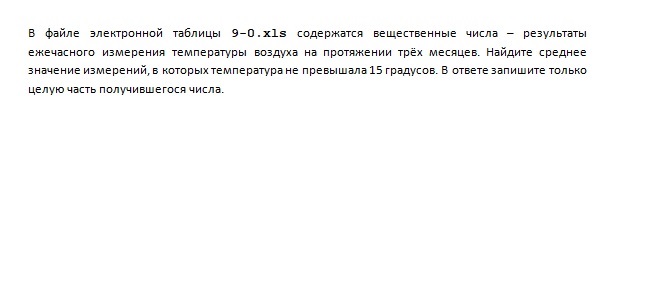 В файле электронной таблицы 9-0.xls содержатся вещественные числа – результаты
ежечасного измерения температуры воздуха на протяжении трёх месяцев. Найдите среднее
значение измерений, в которых температура не превышала 15 градусов. В ответе запишите только
целую часть получившегося числа.